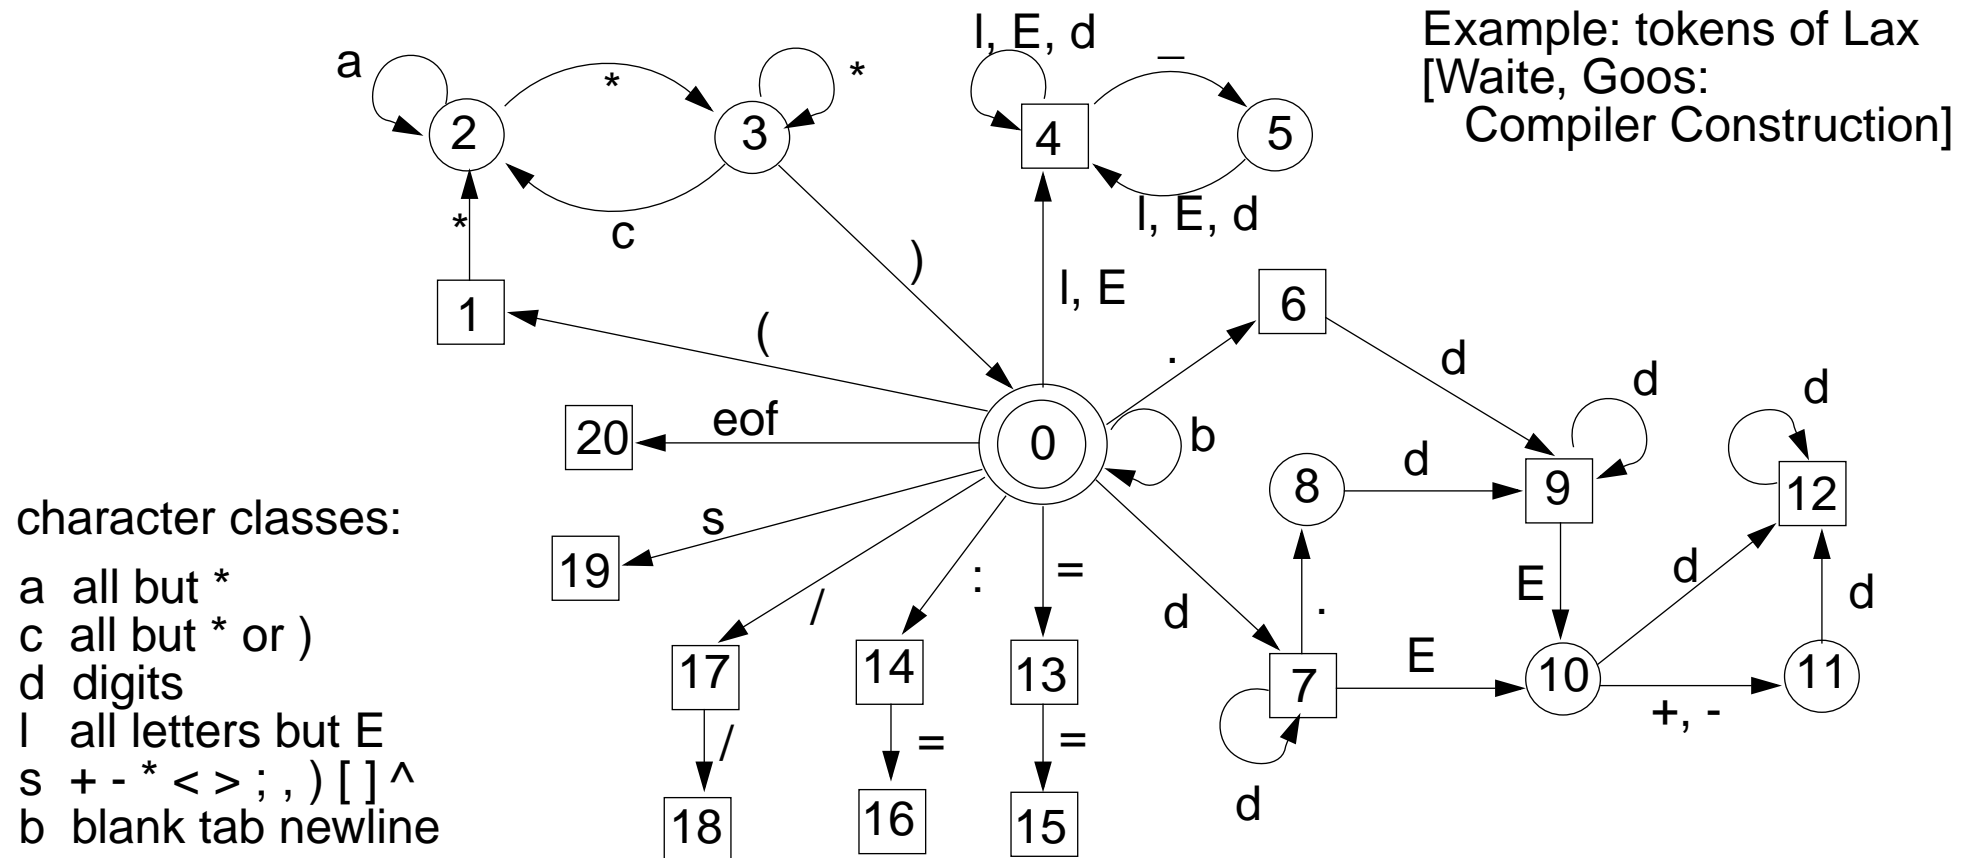 Example: tokens of Lax
[Waite, Goos:
Compiler Construction]
l, E, d
_
a
*
*
2
3
4
5
*
c
l, E, d
)
l, E
1
(
6
.
d
d
d
20
eof
0
b
8
d
9
12
s
19
/
:
=
d
.
E
d
d
17
14
13
7
E
10
11
+, -
/
=
=
d
18
16
15
character classes:
a all but *
c all but * or )
d digits
l all letters but E
s + - * < > ; , ) [ ] ^
b blank tab newline